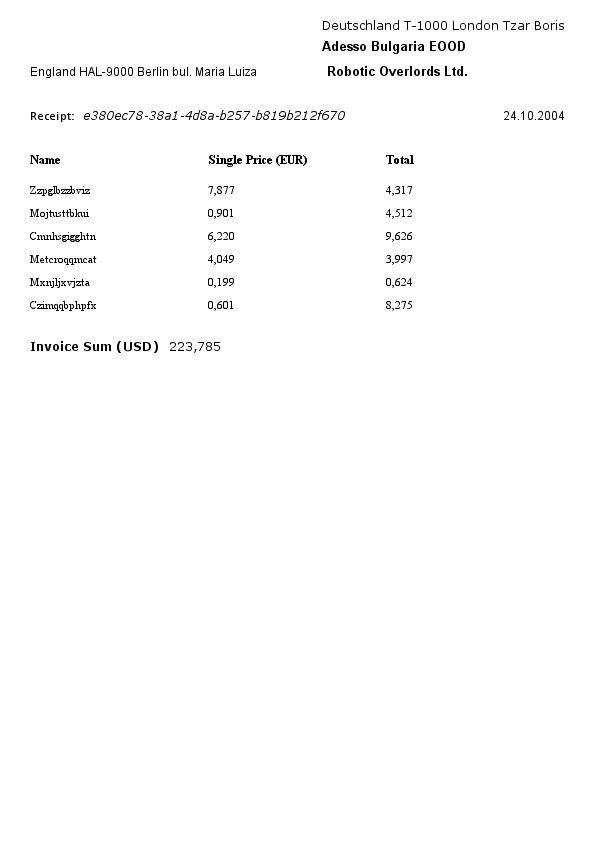 Deutschland T-1000 London Tzar Boris
Adesso Bulgaria EOOD
England HAL-9000 Berlin bul. Maria Luiza Robotic Overlords Ltd.
Receipt: e380ec78-38a1-4d8a-b257-b819b212f670 24.10.2004
Name Single Price (EUR) Total
Zzpglbzzbviz 7,877 4,317
Mojtusttbkui 0,901 4,512
Cmnhsgigghtn 6,220 9,626
Metcroqqmcat 4,049 3,997
Mxnjljxvjzta 0,199 0,624
Czimqqbphpfx 0,601 8,275
Invoice Sum (USD) 223,785